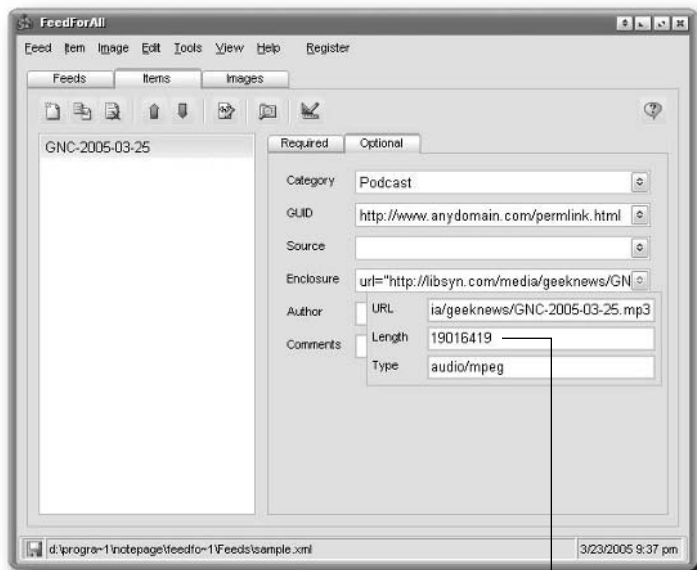 FeedForAll
Feed Item Image Edit Tools View Help Register
Feeds Items Images
GNC-2005-03-25
Required Optional
Category Podcast
GUID http://www.anydomain.com/permlink.html
Source
Enclosure url="http://libsyn.com/media/geeknews/GN
Author
Comments
URL ia/geeknews/GNC-2005-03-25.mp3
Length 19016419
Type audio/mpeg
d:\progra~1\notepage\feedfo~1\Feeds\sample.xml 3/23/2005 9:37 pm